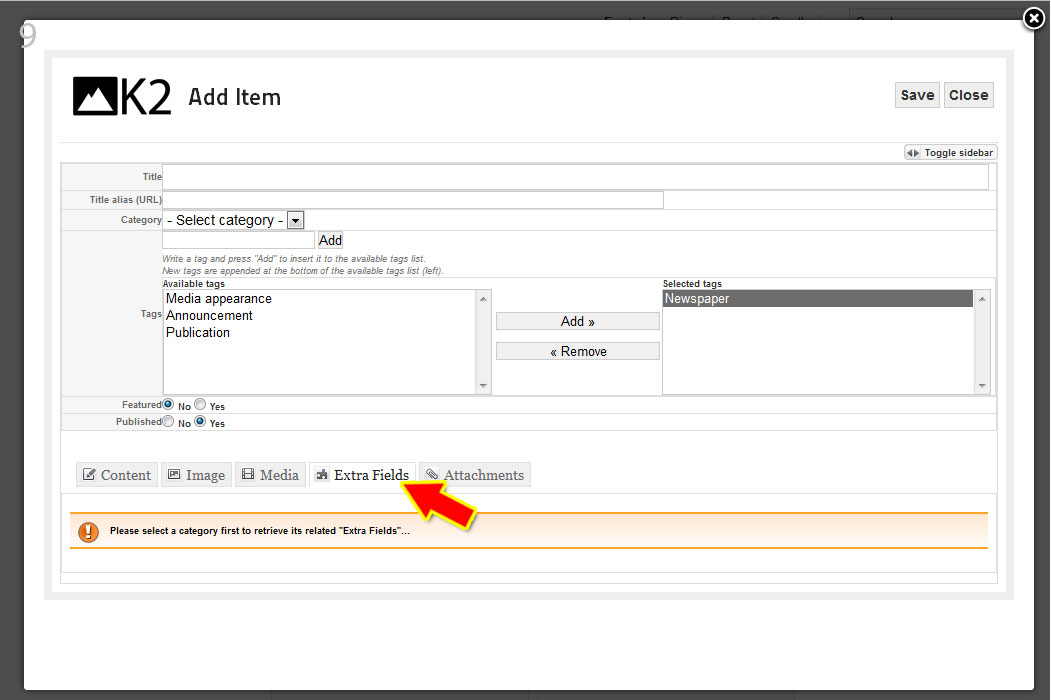 9
K2 Add Item
Save Close
Toggle sidebar
Title
Title alias (URL)
Category - Select category -
Add
Write a tag and press "Add" to insert it to the available tags list.
New tags are appended at the bottom of the available tags list (left).
Available tags Selected tags
Media appearance Newspaper
Announcement
Tags Add »
Publication
« Remove
Featured No Yes
Published No Yes
Content Image Media Extra Fields Attachments
Please select a category first to retrieve its related "Extra Fields"...